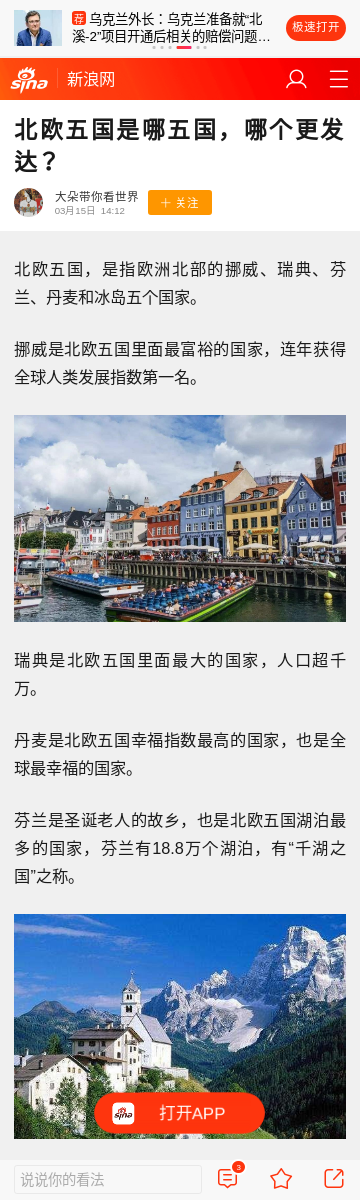 荐 乌克兰外长：乌克兰准备就“北
溪-2”项目开通后相关的赔偿问题…
极速打开
sina 新浪网
北欧五国是哪五国，哪个更发
达？
大朵带你看世界
03月15日 14:12
＋ 关注
北欧五国，是指欧洲北部的挪威、瑞典、芬
兰、丹麦和冰岛五个国家。
挪威是北欧五国里面最富裕的国家，连年获得
全球人类发展指数第一名。
瑞典是北欧五国里面最大的国家，人口超千
万。
丹麦是北欧五国幸福指数最高的国家，也是全
球最幸福的国家。
芬兰是圣诞老人的故乡，也是北欧五国湖泊最
多的国家，芬兰有18.8万个湖泊，有“千湖之
国”之称。
sina 打开APP
说说你的看法
3